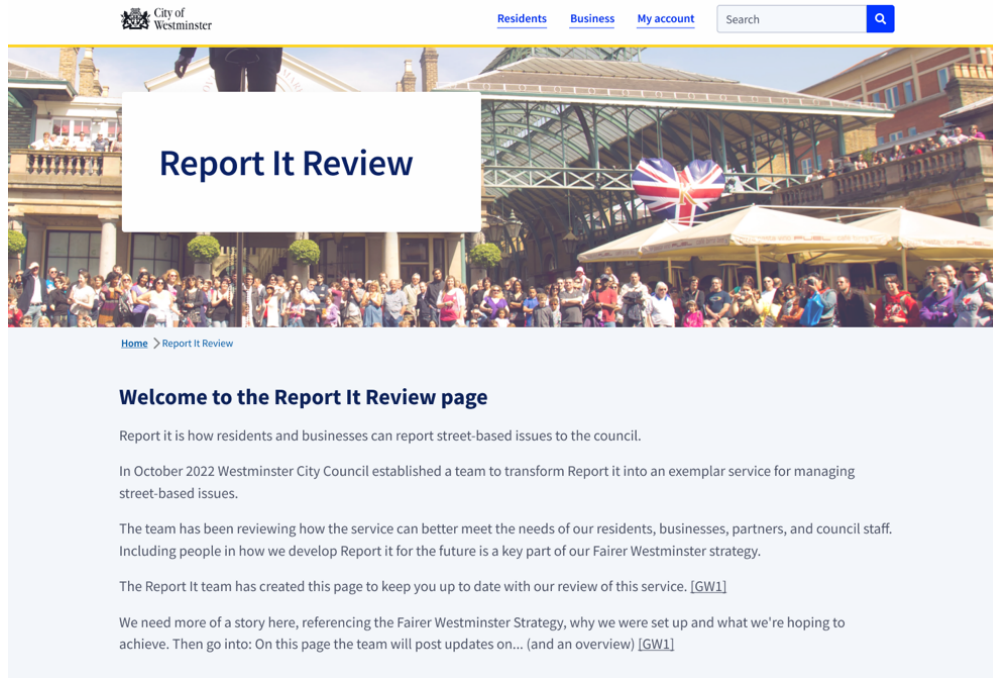 City of
Westminster
Residents Business My account Search
Report It Review
Home Report It Review
Welcome to the Report It Review page
Report it is how residents and businesses can report street-based issues to the council.
In October 2022 Westminster City Council established a team to transform Report it into an exemplar service for managing
street-based issues.
The team has been reviewing how the service can better meet the needs of our residents, businesses, partners, and council staff.
Including people in how we develop Report it for the future is a key part of our Fairer Westminster strategy.
The Report It team has created this page to keep you up to date with our review of this service. [GW1]
We need more of a story here, referencing the Fairer Westminster Strategy, why we were set up and what we're hoping to
achieve. Then go into: On this page the team will post updates on... (and an overview) [GW1]